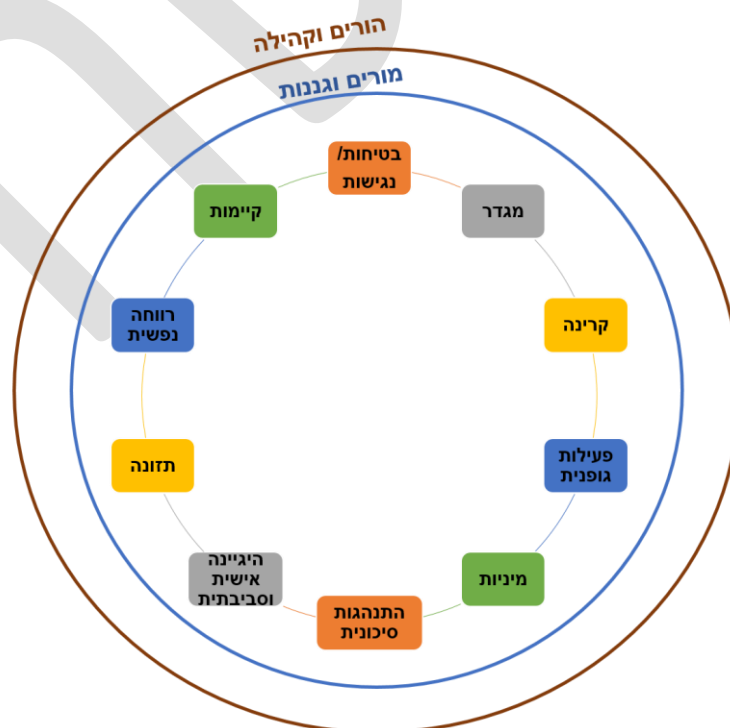 הורים וקהילה
מורים וגננות
בטיחות/
נגישות
מגדר
קרינה
פעילות
גופנית
מיניות
התנהגות
סיכונית
היגיינה
אישית
וסביבתית
תזונה
רווחה
נפשית
קיימות